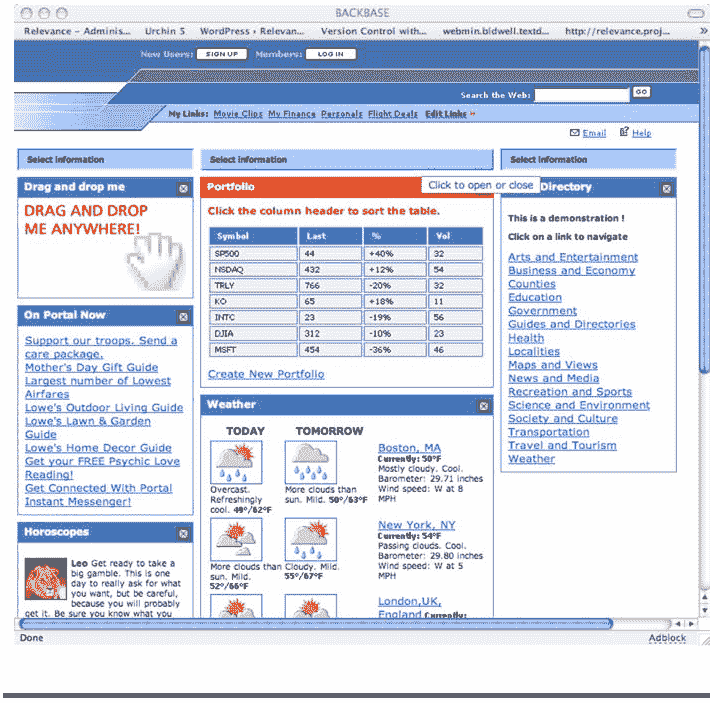 BACKBASE
Relevance – Adminis... Urchin 5 WordPress › Relevan... Version Control with... webmin.bidwell.textd... http://relevance.proj... »
New Users: SIGN UP Members: LOG IN
Search the Web: GO
My Links: Movie Clips My Finance Personals Flight Deals Edit Links »
Email Help
Select information
Select information
Select information
Drag and drop me
DRAG AND DROP
ME ANYWHERE!
On Portal Now
Support our troops. Send a
care package.
Mother's Day Gift Guide
Largest number of Lowest
Airfares
Lowe's Outdoor Living Guide
Lowe's Lawn & Garden
Guide
Lowe's Home Decor Guide
Get your FREE Psychic Love
Reading!
Get Connected With Portal
Instant Messenger!
Horoscopes
Leo Get ready to take a
big gamble. This is one
day to really ask for what
you want, but be careful,
because you will probably
get it. Be sure you know what you
Portfolio
Click to open or close
Click the column header to sort the table.
Symbol Last % Vol
SP500 44 +40% 32
NSDAQ 432 +12% 54
TRLY 766 -20% 32
KO 65 +18% 11
INTC 23 -19% 56
DJIA 312 -10% 23
MSFT 454 -36% 46
Create New Portfolio
Weather
TODAY TOMORROW
Overcast.
Refreshingly
cool. 49°/62°F
More clouds than
sun. Mild. 50°/63°F
Boston, MA
Currently: 50°F
Mostly cloudy. Cool.
Barometer: 29.71 inches
Wind speed: W at 8
MPH
More clouds than
sun. Mild.
52°/66°F
Cloudy. Mild.
55°/67°F
New York, NY
Currently: 54°F
Passing clouds. Cool.
Barometer: 29.80 inches
Wind speed: W at 5
MPH
London,UK,
England Currently:
Directory
This is a demonstration !
Click on a link to navigate
Arts and Entertainment
Business and Economy
Counties
Education
Government
Guides and Directories
Health
Localities
Maps and Views
News and Media
Recreation and Sports
Science and Environment
Society and Culture
Transportation
Travel and Tourism
Weather
Done Adblock